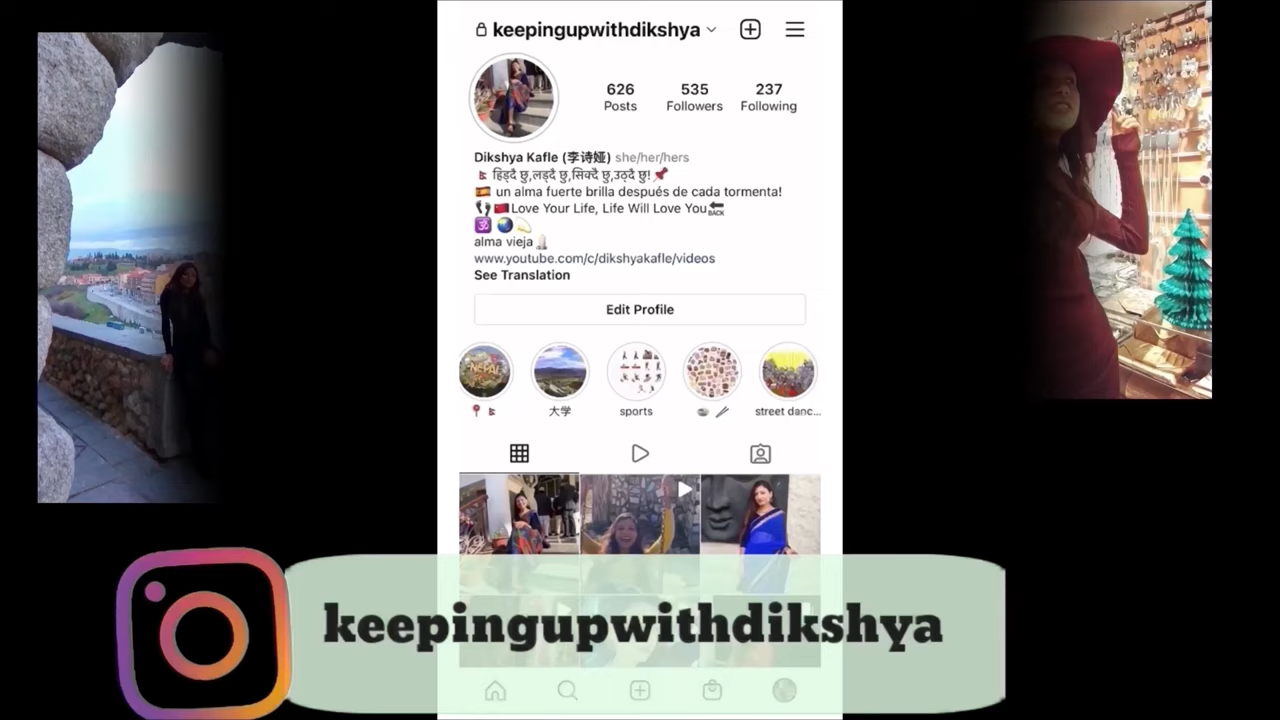 keepingupwithdikshya
626 535 237
Posts Followers Following
Dikshya Kafle (李诗娅) she/her/hers
हिड्दै छु,लड्दै छु,सिक्दै छु,उठ्दै छु!
un alma fuerte brilla después de cada tormenta!
Love Your Life, Life Will Love You BACK
alma vieja
www.youtube.com/c/dikshyakafle/videos
See Translation
Edit Profile
NEPAL
大学 sports street danc...
keepingupwithdikshya